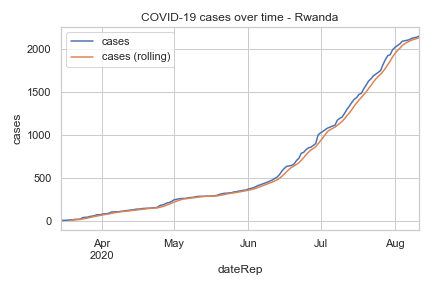 COVID-19 cases over time - Rwanda
cases
cases (rolling)
2000
1500
1000
500
0
cases
Apr
2020
May
Jun
Jul
Aug
dateRep